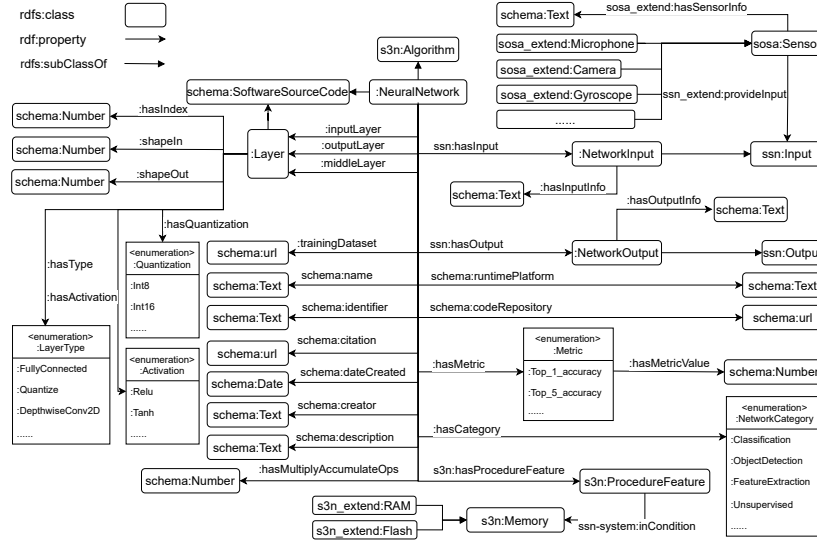 rdfs:class
rdf:property
rdfs:subClassOf
s3n:Algorithm
schema:SoftwareSourceCode
:NeuralNetwork
schema:Text
sosa_extend:hasSensorInfo
sosa_extend:Microphone
sosa:Senso
sosa_extend:Camera
sosa_extend:Gyroscope
ssn_extend:provideInput
......
schema:Number
:hasIndex
schema:Number
:shapeIn
schema:Number
:shapeOut
:Layer
:inputLayer
:outputLayer
:middleLayer
ssn:hasInput
:NetworkInput
ssn:Input
schema:Text
:hasInputInfo
:hasOutputInfo
schema:Text
:hasQuantization
:hasType
:hasActivation
<enumeration>
:Quantization
:Int8
:Int16
......
schema:url
:trainingDataset
ssn:hasOutput
:NetworkOutput
ssn:Outpu
schema:Text
schema:name
schema:runtimePlatform
schema:Text
schema:Text
schema:identifier
schema:codeRepository
schema:url
<enumeration>
:LayerType
:FullyConnected
:Quantize
:DepthwiseConv2D
......
<enumeration>
:Activation
:Relu
:Tanh
......
schema:url
schema:citation
schema:Date
schema:dateCreated
schema:Text
schema:creator
schema:Text
schema:description
:hasMetric
<enumeration>
:Metric
:Top_1_accuracy
:Top_5_accuracy
......
:hasMetricValue
schema:Number
:hasCategory
<enumeration>
:NetworkCategory
:Classification
:ObjectDetection
:FeatureExtraction
:Unsupervised
......
schema:Number
:hasMultiplyAccumulateOps
s3n:hasProcedureFeature
s3n:ProcedureFeature
s3n_extend:RAM
s3n_extend:Flash
s3n:Memory
ssn-system:inCondition